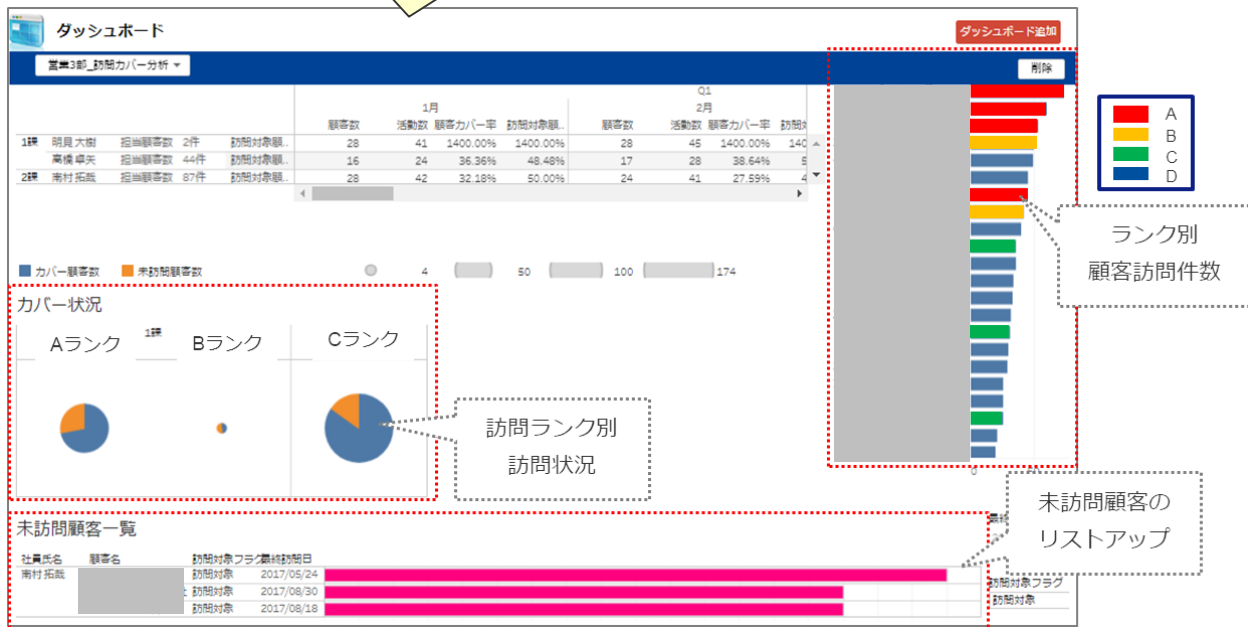 ダッシュボード
ダッシュボード追加
営業3部_訪問カバー分析
削除
Q1
1月 2月
顧客数 活動数 顧客カバー率 訪問対象顧.. 顧客数 活動数 顧客カバー率 訪問対
1課 明見大樹 担当顧客数 2件 訪問対象顧.. 28 41 1400.00% 1400.00% 28 45 1400.00% 140
高橋卓矢 担当顧客数 44件 訪問対象顧.. 16 24 36.36% 48.48% 17 28 38.64% 5
2課 南村拓哉 担当顧客数 87件 訪問対象顧.. 28 42 32.18% 50.00% 24 41 27.59% 4
A
B
C
D
ランク別
顧客訪問件数
カバー顧客数 未訪問顧客数 4 50 100 174
カバー状況
1課
Aランク Bランク Cランク
訪問ランク別
訪問状況
0
未訪問顧客の
リストアップ
未訪問顧客一覧
社員氏名 顧客名 訪問対象フラグ 最終訪問日
南村拓哉 訪問対象 2017/05/24
訪問対象 2017/08/30
訪問対象 2017/08/18
訪問対象フラグ
訪問対象